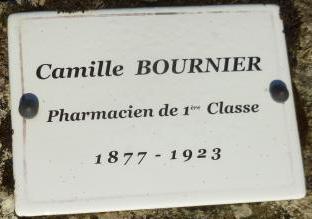 Camille BOURNIER
Pharmacien de 1ère Classe
1877 - 1923